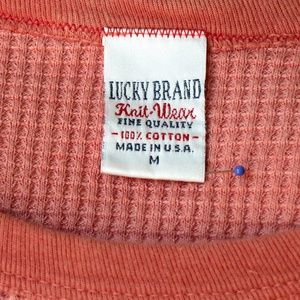 LUCKY BRAND
Knit-Wear
FINE QUALITY
-100% COTTON-
MADE IN U.S.A.
M